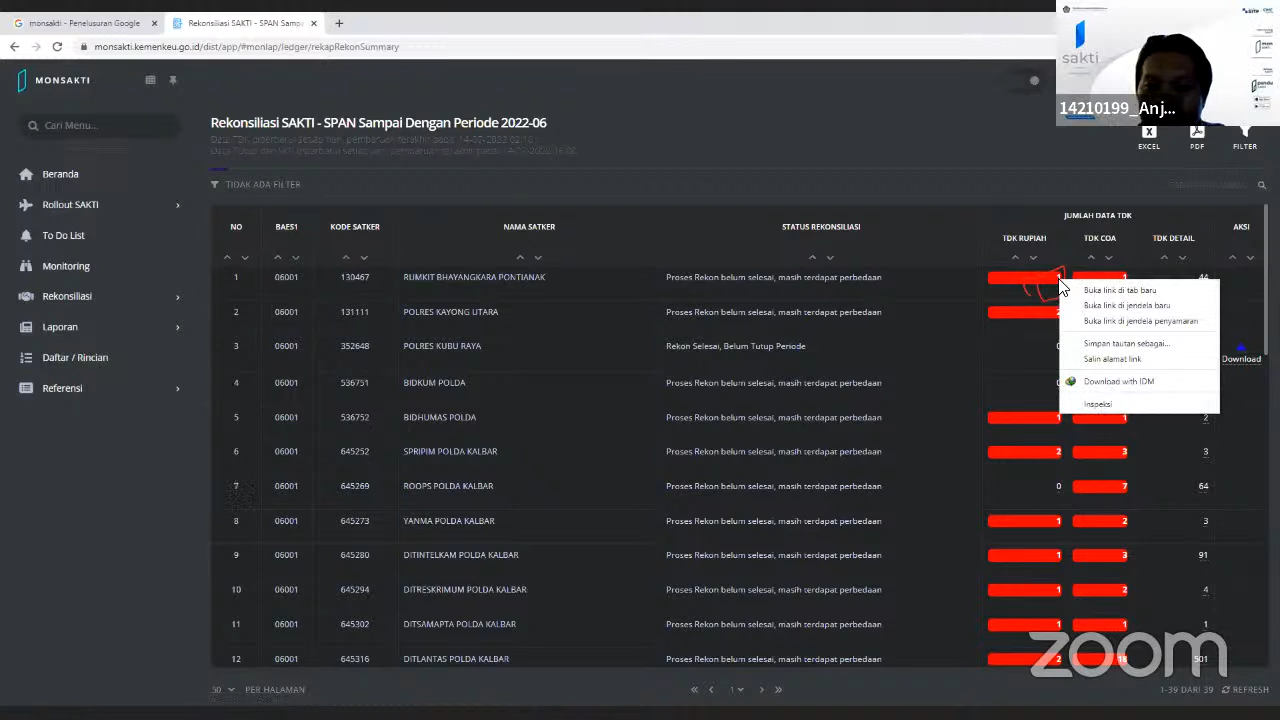 monsakti - Penelusuran Google
Rekonsiliasi SAKTI - SPAN Samp
monsakti.kemenkeu.go.id/dist/app/#monlap/ledger/rekapRekonSummary
sakti
14210199_Anj...
MONSAKTI
Cari Menu...
Beranda
Rollout SAKTI
To Do List
Monitoring
Rekonsiliasi
Laporan
Daftar / Rincian
Referensi
Rekonsiliasi SAKTI - SPAN Sampai Dengan Periode 2022-06
EXCEL PDF FILTER
TIDAK ADA FILTER
JUMLAH DATA TDK
NO BAES1 KODE SATKER NAMA SATKER STATUS REKONSILIASI TDK RUPIAH TDK COA TDK DETAIL AKSI
1 06001 130467 RUMKIT BHAYANGKARA PONTIANAK Proses Rekon belum selesai, masih terdapat perbedaan 1 1 44
2 06001 131111 POLRES KAYONG UTARA Proses Rekon belum selesai, masih terdapat perbedaan
3 06001 352648 POLRES KUBU RAYA Rekon Selesai, Belum Tutup Periode 0 Download
4 06001 536751 BIDKUM POLDA Proses Rekon belum selesai, masih terdapat perbedaan 0
5 06001 536752 BIDHUMAS POLDA Proses Rekon belum selesai, masih terdapat perbedaan 1 1 2
6 06001 645252 SPRIPIM POLDA KALBAR Proses Rekon belum selesai, masih terdapat perbedaan 2 3 3
7 06001 645269 ROOPS POLDA KALBAR Proses Rekon belum selesai, masih terdapat perbedaan 0 7 64
8 06001 645273 YANMA POLDA KALBAR Proses Rekon belum selesai, masih terdapat perbedaan 1 2 3
9 06001 645280 DITINTELKAM POLDA KALBAR Proses Rekon belum selesai, masih terdapat perbedaan 1 3 91
10 06001 645294 DITRESKRIMUM POLDA KALBAR Proses Rekon belum selesai, masih terdapat perbedaan 1 2 4
11 06001 645302 DITSAMAPTA POLDA KALBAR Proses Rekon belum selesai, masih terdapat perbedaan 1 1 1
12 06001 645316 DITLANTAS POLDA KALBAR Proses Rekon belum selesai, masih terdapat perbedaan 2 18 501
Buka link di tab baru
Buka link di jendela baru
Buka link di jendela penyamaran
Simpan tautan sebagai...
Salin alamat link
Download with IDM
Inspeksi
zoom
50 PER HALAMAN 1 1-39 DARI 39 REFRESH